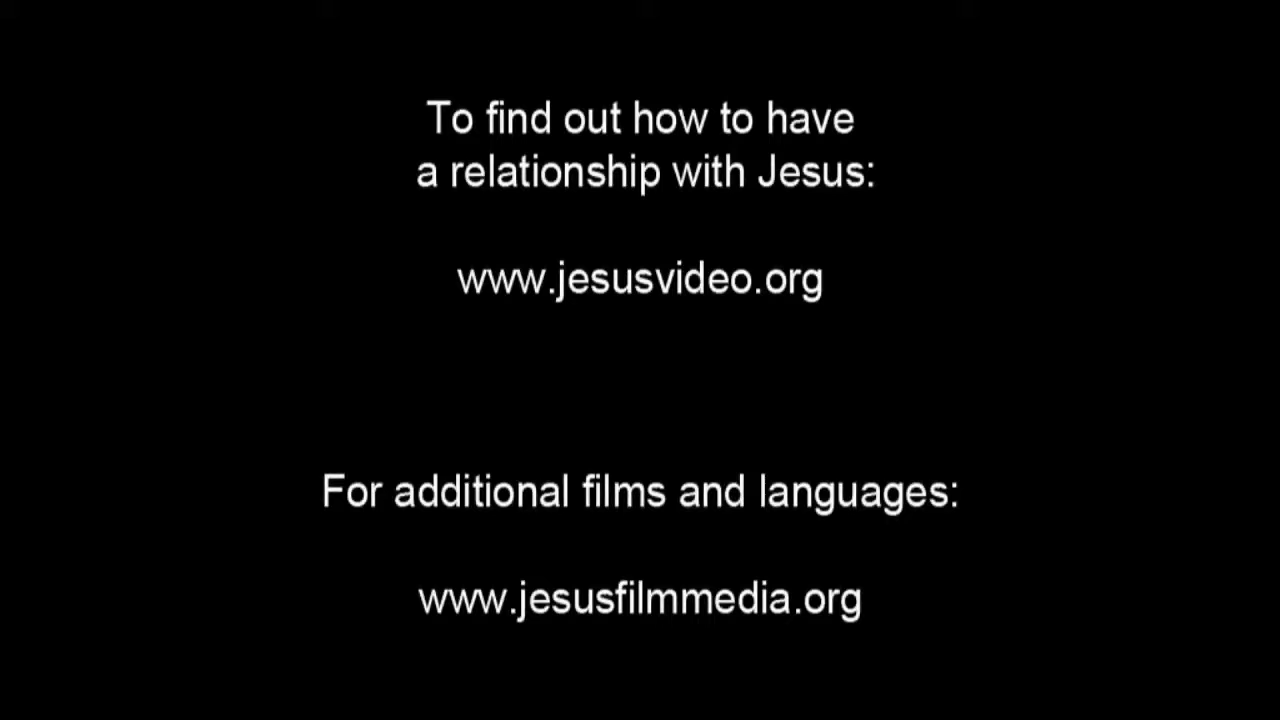 To find out how to have
a relationship with Jesus:
www.jesusvideo.org
For additional films and languages:
www.jesusfilmmedia.org